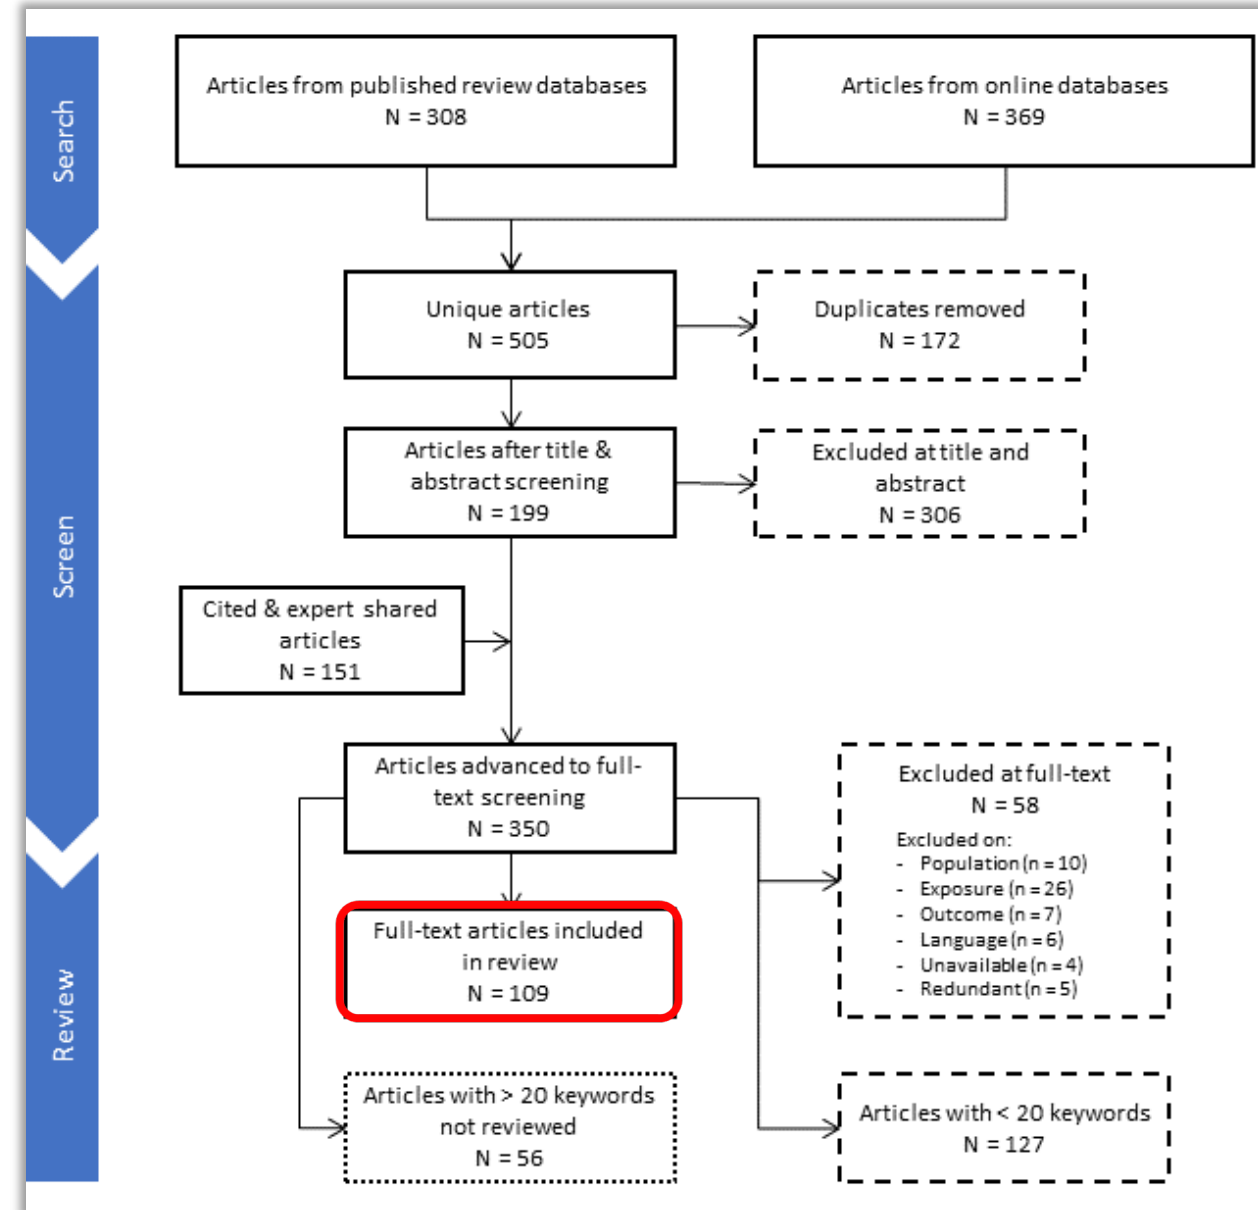 Search
Articles from published review databases
N = 308
Articles from online databases
N = 369
Screen
Unique articles
N = 505
Duplicates removed
N = 172
Articles after title &
abstract screening
N = 199
Excluded at title and
abstract
N = 306
Cited & expert shared
articles
N = 151
Articles advanced to full-
text screening
N = 350
Excluded at full-text
N = 58
Excluded on:
- Population (n = 10)
- Exposure (n = 26)
- Outcome (n = 7)
- Language (n = 6)
- Unavailable (n = 4)
- Redundant (n = 5)
Review
Full-text articles included
in review
N = 109
Articles with > 20 keywords
not reviewed
N = 56
Articles with < 20 keywords
N = 127